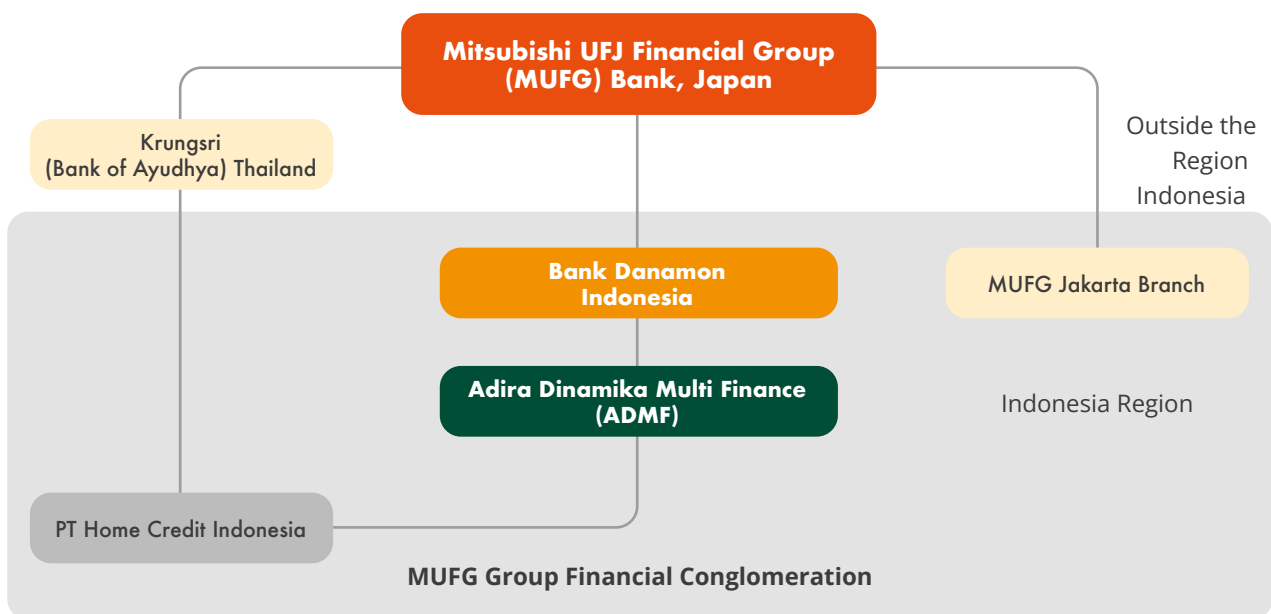 Mitsubishi UFJ Financial Group
(MUFG) Bank, Japan
Krungsri
(Bank of Ayudhya) Thailand
Outside the
Region
Indonesia
Bank Danamon
Indonesia
MUFG Jakarta Branch
Adira Dinamika Multi Finance
(ADMF)
Indonesia Region
PT Home Credit Indonesia
MUFG Group Financial Conglomeration